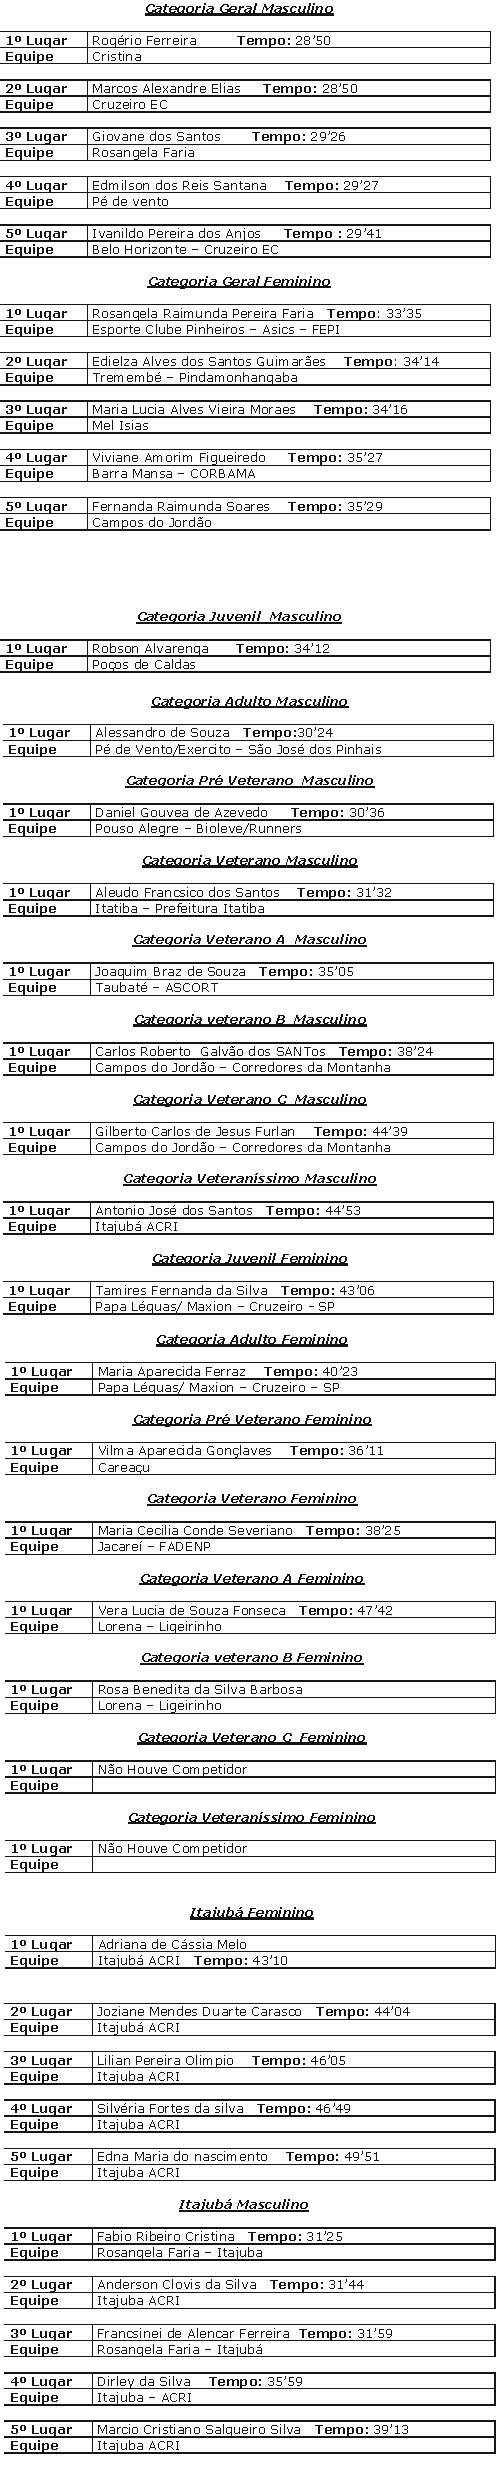 Categoria Geral Masculino
1º Lugar Rogério Ferreira Tempo: 28’50
Equipe Cristina
2º Lugar Marcos Alexandre Elias Tempo: 28’50
Equipe Cruzeiro EC
3º Lugar Giovane dos Santos Tempo: 29’26
Equipe Rosangela Faria
4º Lugar Edmilson dos Reis Santana Tempo: 29’27
Equipe Pé de vento
5º Lugar Ivanildo Pereira dos Anjos Tempo : 29’41
Equipe Belo Horizonte – Cruzeiro EC
Categoria Geral Feminino
1º Lugar Rosangela Raimunda Pereira Faria Tempo: 33’35
Equipe Esporte Clube Pinheiros – Asics – FEPI
2º Lugar Edielza Alves dos Santos Guimarães Tempo: 34’14
Equipe Tremembé – Pindamonhangaba
3º Lugar Maria Lucia Alves Vieira Moraes Tempo: 34’16
Equipe Mel Isias
4º Lugar Viviane Amorim Figueiredo Tempo: 35’27
Equipe Barra Mansa – CORBAMA
5º Lugar Fernanda Raimunda Soares Tempo: 35’29
Equipe Campos do Jordão
Categoria Juvenil Masculino
1º Lugar Robson Alvarenga Tempo: 34’12
Equipe Poços de Caldas
Categoria Adulto Masculino
1º Lugar Alessandro de Souza Tempo:30’24
Equipe Pé de Vento/Exercito – São José dos Pinhais
Categoria Pré Veterano Masculino
1º Lugar Daniel Gouvea de Azevedo Tempo: 30’36
Equipe Pouso Alegre – Bioleve/Runners
Categoria Veterano Masculino
1º Lugar Aleudo Francsico dos Santos Tempo: 31’32
Equipe Itatiba – Prefeitura Itatiba
Categoria Veterano A Masculino
1º Lugar Joaquim Braz de Souza Tempo: 35’05
Equipe Taubaté – ASCORT
Categoria veterano B Masculino
1º Lugar Carlos Roberto Galvão dos SANTos Tempo: 38’24
Equipe Campos do Jordão – Corredores da Montanha
Categoria Veterano C Masculino
1º Lugar Gilberto Carlos de Jesus Furlan Tempo: 44’39
Equipe Campos do Jordão – Corredores da Montanha
Categoria Veteraníssimo Masculino
1º Lugar Antonio José dos Santos Tempo: 44’53
Equipe Itajubá ACRI
Categoria Juvenil Feminino
1º Lugar Tamires Fernanda da Silva Tempo: 43’06
Equipe Papa Léguas/ Maxion – Cruzeiro - SP
Categoria Adulto Feminino
1º Lugar Maria Aparecida Ferraz Tempo: 40’23
Equipe Papa Léguas/ Maxion – Cruzeiro – SP
Categoria Pré Veterano Feminino
1º Lugar Vilma Aparecida Gonçlaves Tempo: 36’11
Equipe Careaçu
Categoria Veterano Feminino
1º Lugar Maria Cecilia Conde Severiano Tempo: 38’25
Equipe Jacareí – FADENP
Categoria Veterano A Feminino
1º Lugar Vera Lucia de Souza Fonseca Tempo: 47’42
Equipe Lorena – Ligeirinho
Categoria veterano B Feminino
1º Lugar Rosa Benedita da Silva Barbosa
Equipe Lorena – Ligeirinho
Categoria Veterano C Feminino
1º Lugar Não Houve Competidor
Equipe
Categoria Veteraníssimo Feminino
1º Lugar Não Houve Competidor
Equipe
Itajubá Feminino
1º Lugar Adriana de Cássia Melo
Equipe Itajubá ACRI Tempo: 43’10
2º Lugar Joziane Mendes Duarte Carasco Tempo: 44’04
Equipe Itajubá ACRI
3º Lugar Lilian Pereira Olimpio Tempo: 46’05
Equipe Itajuba ACRI
4º Lugar Silvéria Fortes da silva Tempo: 46’49
Equipe Itajuba ACRI
5º Lugar Edna Maria do nascimento Tempo: 49’51
Equipe Itajuba ACRI
Itajubá Masculino
1º Lugar Fabio Ribeiro Cristina Tempo: 31’25
Equipe Rosangela Faria – Itajuba
2º Lugar Anderson Clovis da Silva Tempo: 31’44
Equipe Itajuba ACRI
3º Lugar Francsinei de Alencar Ferreira Tempo: 31’59
Equipe Rosangela Faria – Itajubá
4º Lugar Dirley da Silva Tempo: 35’59
Equipe Itajuba – ACRI
5º Lugar Marcio Cristiano Salgueiro Silva Tempo: 39’13
Equipe Itajuba ACRI